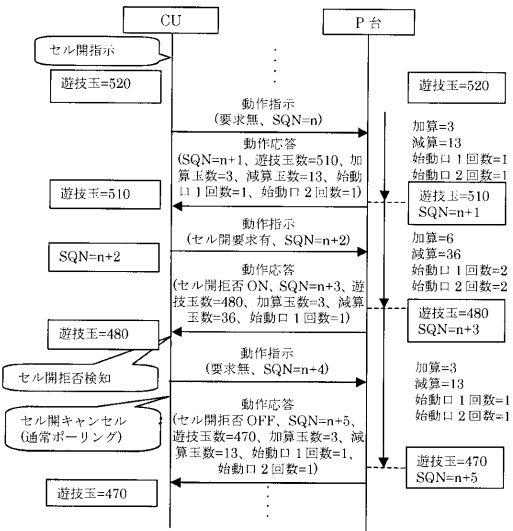 CU
P台
セル開指示
遊技玉=520
遊技玉=520
動作指示
(要求無、SQN=n)
加算=3
減算=13
始動口1回数=1
始動口2回数=1
動作応答
(SQN=n+1、遊技玉数=510、加
算玉数=3、減算玉数=13、始動
口1回数=1、始動口2回数=1)
遊技玉=510
遊技玉=510
SQN=n+1
動作指示
(セル開要求有、SQN=n+2)
SQN=n+2
加算=6
減算=36
始動口1回数=2
始動口2回数=2
動作応答
(セル開拒否ON、SQN=n+3、遊
技玉数=480、加算玉数=3、減算
玉数=36、始動口1回数=1)
遊技玉=480
遊技玉=480
SQN=n+3
セル開拒否検知
動作指示
(要求無、SQN=n+4)
加算=3
減算=13
始動口1回数=1
始動口2回数=1
セル開キャンセル
(通常ポーリング)
動作応答
(セル開拒否OFF、SQN=n+5、
遊技玉数=470、加算玉数=3、減
算玉数=13、始動口1回数=1、
始動口2回数=1)
遊技玉=470
SQN=n+5
遊技玉=470